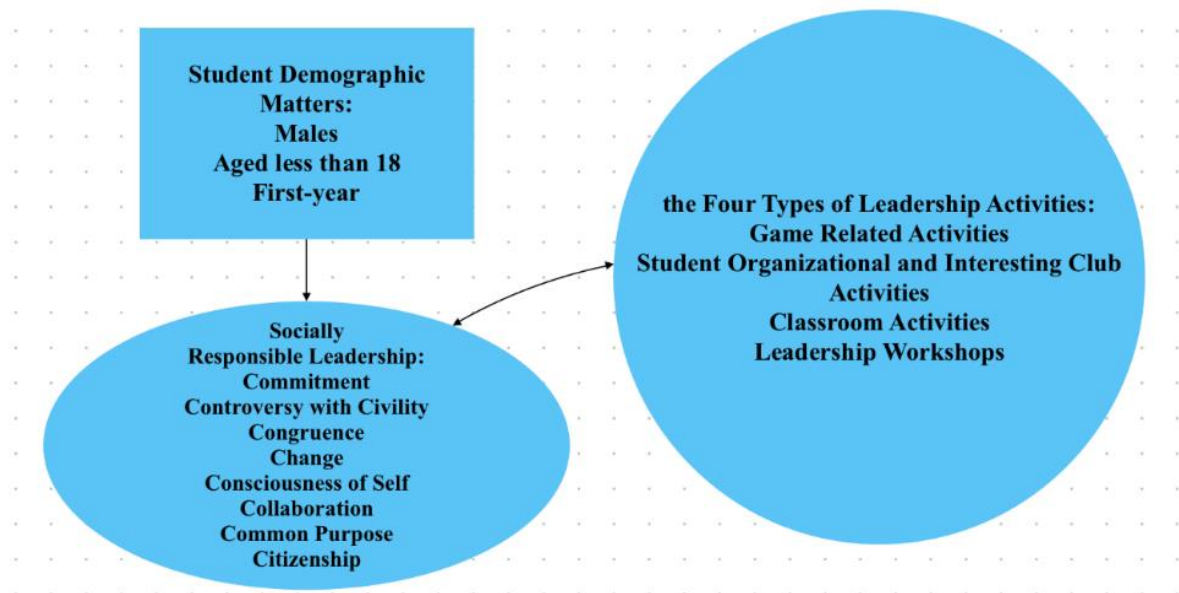 Student Demographic
Matters:
Males
Aged less than 18
First-year
the Four Types of Leadership Activities:
Game Related Activities
Student Organizational and Interesting Club
Activities
Classroom Activities
Leadership Workshops
Socially
Responsible Leadership:
Commitment
Controversy with Civility
Congruence
Change
Consciousness of Self
Collaboration
Common Purpose
Citizenship